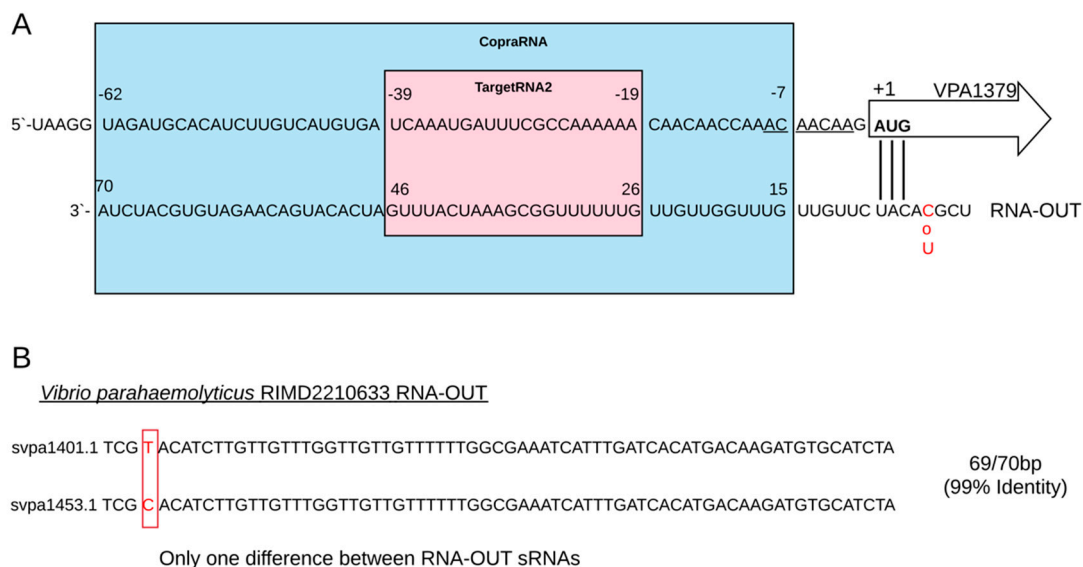 A
CopraRNA
TargetRNA2
-62 -39 -19 -7 +1 VPA1379
5`-UAAGG UAGAUGCACAUCUUGUCAUGUGA UCAAAUGAUUUCGCCAAAAAA CAACAACCAAAC AACAAG AUG
70 46 26 15
3`- AUCUACGUGUAGAACAGUACACUAGUUUACUAAAGCGGUUUUUUG UUGUUGGUUUG UUGUUC UACACGCU RNA-OUT
o
U
B
Vibrio parahaemolyticus RIMD2210633 RNA-OUT
svpa1401.1 TCG T ACATCTTGTTGTTTGGTTGTTGTTTTTTGGCGAAATCATTTGATCACATGACAAGATGTGCATCTA
69/70bp
(99% Identity)
svpa1453.1 TCG C ACATCTTGTTGTTTGGTTGTTGTTTTTTGGCGAAATCATTTGATCACATGACAAGATGTGCATCTA
Only one difference between RNA-OUT sRNAs